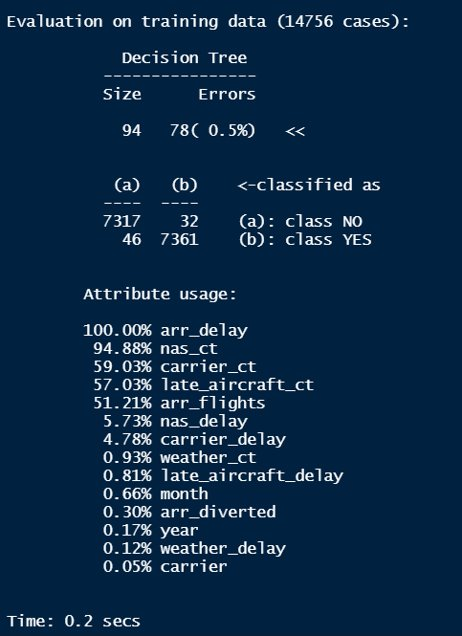 Evaluation on training data (14756 cases):
Decision Tree
----------------
Size Errors
94 78( 0.5%) <<
(a) (b) <-classified as
---- ----
7317 32 (a): class NO
46 7361 (b): class YES
Attribute usage:
100.00% arr_delay
94.88% nas_ct
59.03% carrier_ct
57.03% late_aircraft_ct
51.21% arr_flights
5.73% nas_delay
4.78% carrier_delay
0.93% weather_ct
0.81% late_aircraft_delay
0.66% month
0.30% arr_diverted
0.17% year
0.12% weather_delay
0.05% carrier
Time: 0.2 secs